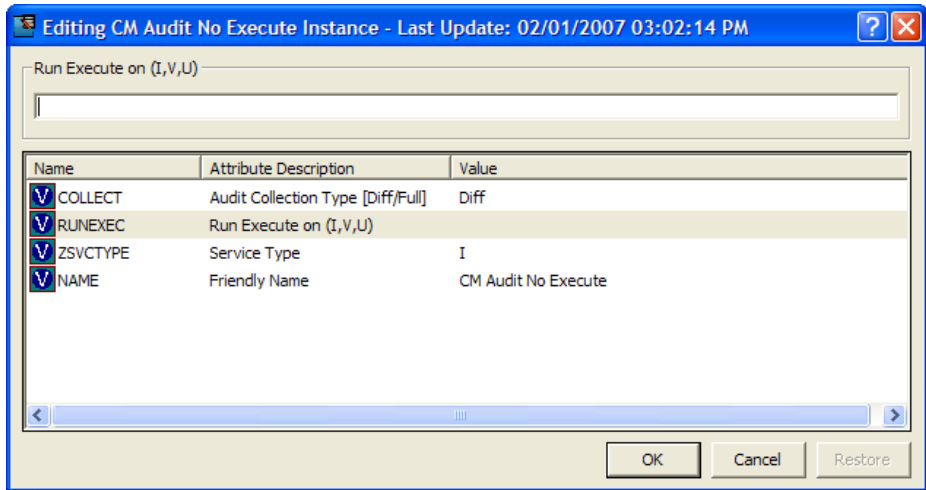 Editing CM Audit No Execute Instance - Last Update: 02/01/2007 03:02:14 PM
Run Execute on (I,V,U)
Name Attribute Description Value
V COLLECT Audit Collection Type [Diff/Full] Diff
V RUNEXEC Run Execute on (I,V,U)
V ZSVCTYPE Service Type I
V NAME Friendly Name CM Audit No Execute
OK Cancel Restore